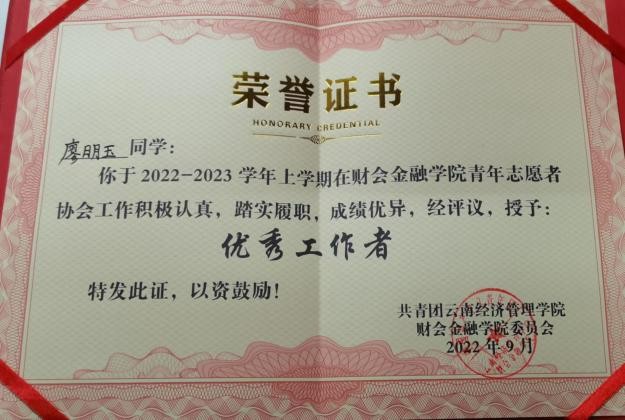 荣誉证书
HONORARY CREDENTIAL
廖明玉同学：
你于2022-2023学年上学期在财会金融学院青年志愿者
协会工作积极认真，踏实履职，成绩优异，经评议，授予：
优秀工作者
特发此证，以资鼓励！
共青团云南经济管理学院
财会金融学院委员会
2022年9月